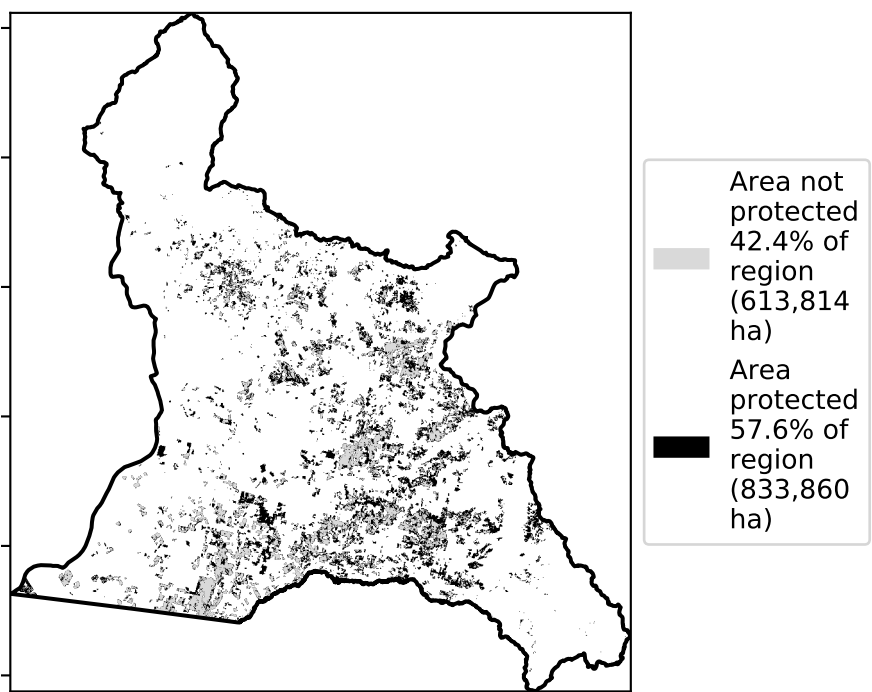 Area not
protected
42.4% of
region
(613,814
ha)
Area
protected
57.6% of
region
(833,860
ha)